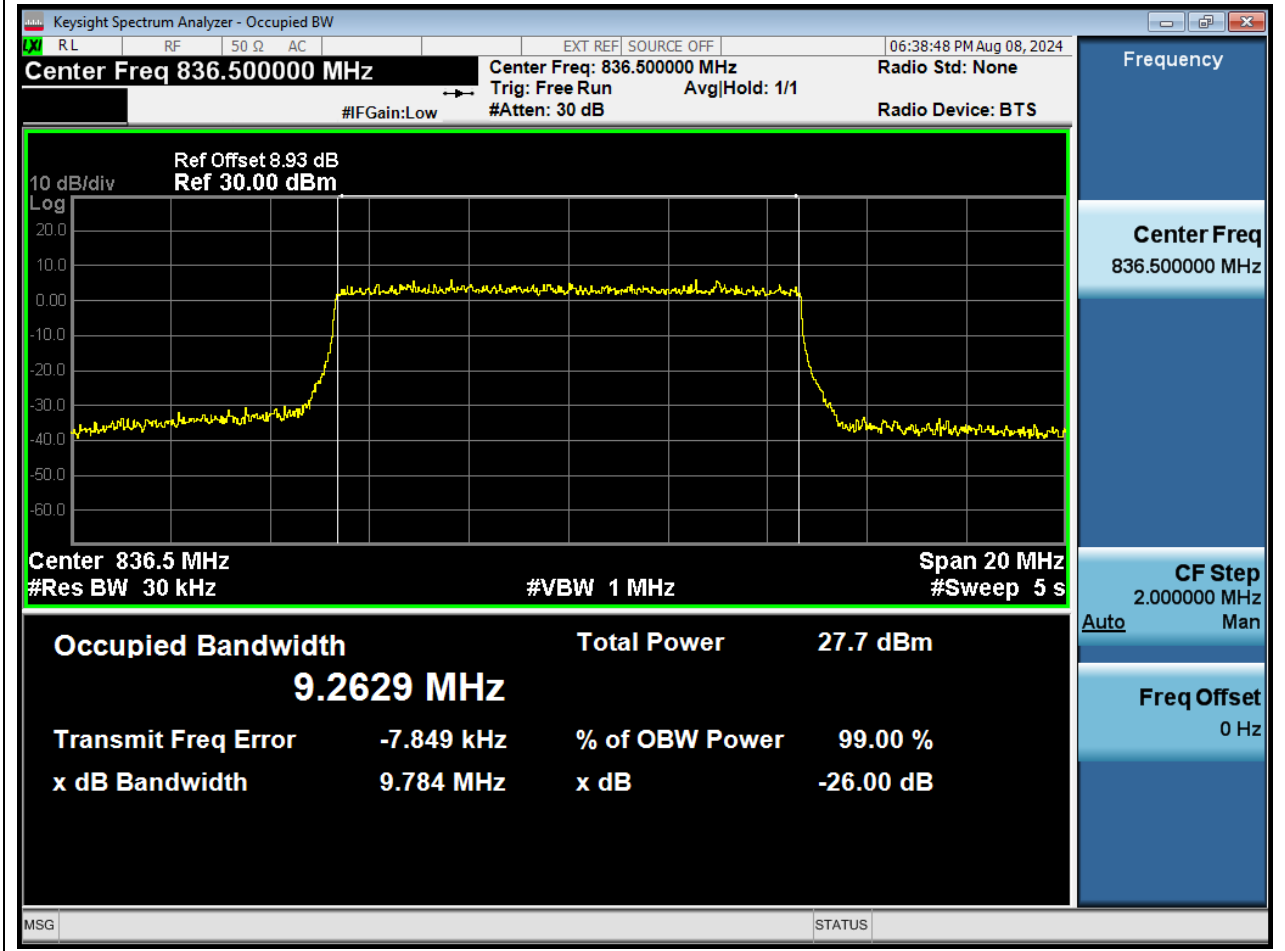 Keysight Spectrum Analyzer - Occupied BW
LXI RL RF 50 Ω AC EXT REF SOURCE OFF 06:38:48 PM Aug 08, 2024
Center Freq 836.500000 MHz Center Freq: 836.500000 MHz Radio Std: None
Trig: Free Run Avg|Hold: 1/1
#IFGain:Low #Atten: 30 dB Radio Device: BTS
Ref Offset 8.93 dB
10 dB/div Ref 30.00 dBm
Log
20.0
10.0
0.00
-10.0
-20.0
-30.0
-40.0
-50.0
-60.0
Center 836.5 MHz Span 20 MHz
#Res BW 30 kHz #VBW 1 MHz #Sweep 5 s
Occupied Bandwidth Total Power 27.7 dBm
9.2629 MHz
Transmit Freq Error -7.849 kHz % of OBW Power 99.00 %
x dB Bandwidth 9.784 MHz x dB -26.00 dB
MSG STATUS
Frequency
Center Freq
836.500000 MHz
CF Step
2.000000 MHz
Auto Man
Freq Offset
0 Hz